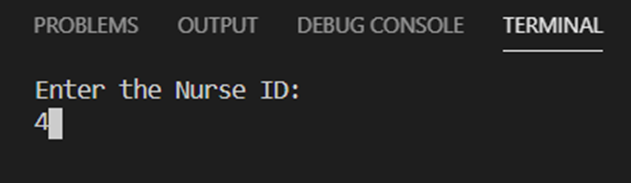 PROBLEMS OUTPUT DEBUG CONSOLE TERMINAL
Enter the Nurse ID:
4